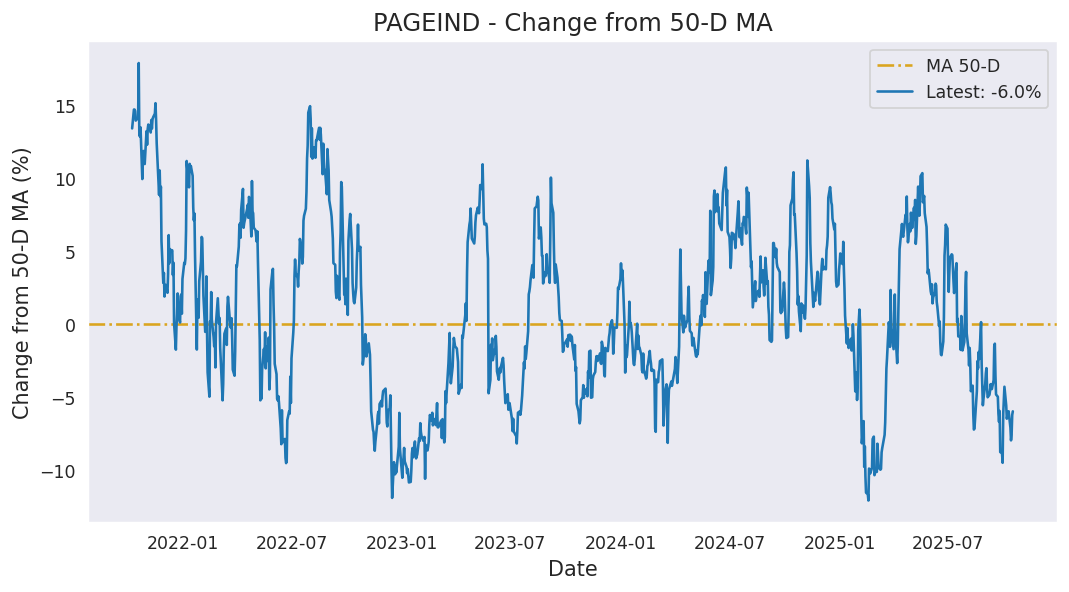 PAGEIND - Change from 50-D MA
MA 50-D
Latest: -6.0%
Change from 50-D MA (%)
15
10
5
0
−5
−10
2022-01 2022-07 2023-01 2023-07 2024-01 2024-07 2025-01 2025-07
Date